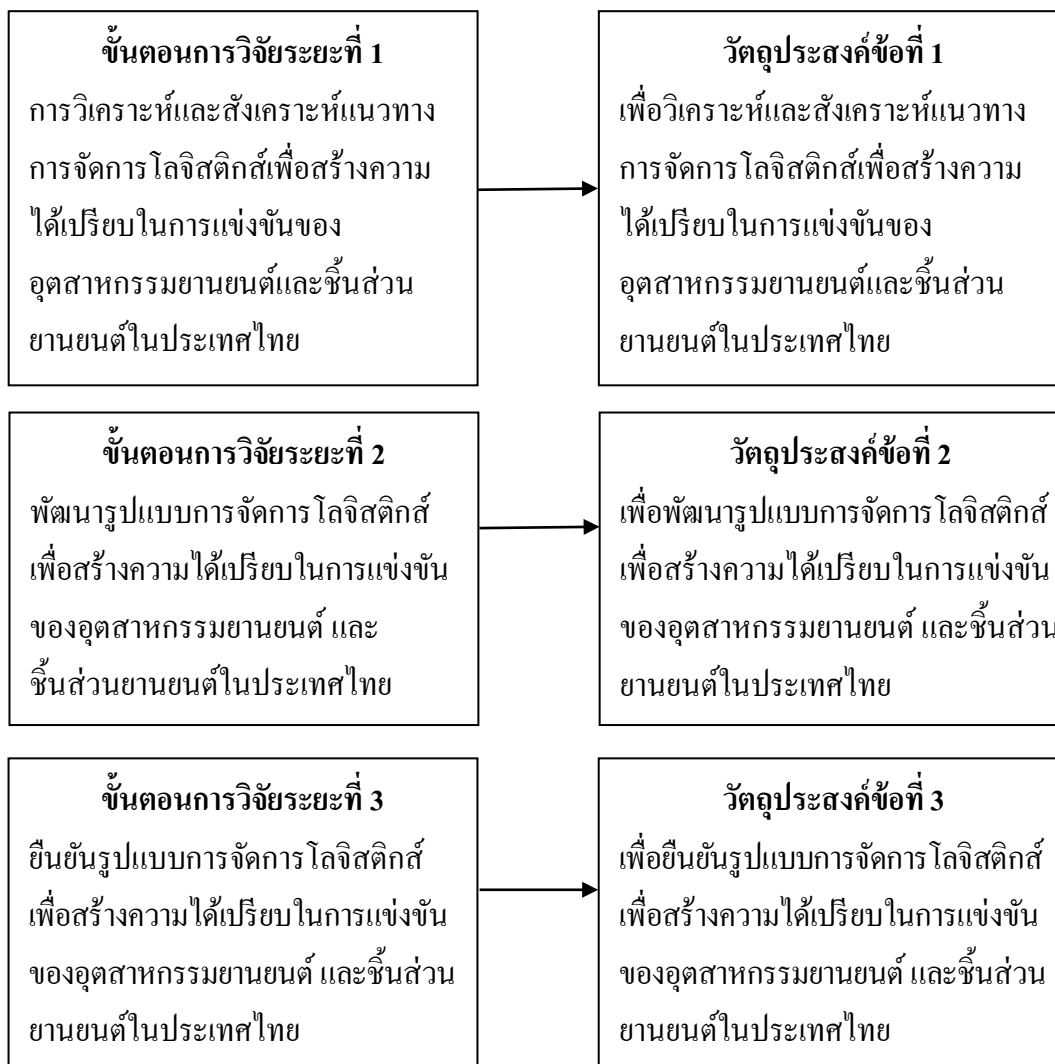 ขั้นตอนการวิจัยระยะที่ 1
การวิเคราะห์และสังเคราะห์แนวทาง
การจัดการโลจิสติกส์เพื่อสร้างความ
ได้เปรียบในการแข่งขันของ
อุตสาหกรรมยานยนต์และชิ้นส่วน
ยานยนต์ในประเทศไทย
วัตถุประสงค์ข้อที่ 1
เพื่อวิเคราะห์และสังเคราะห์แนวทาง
การจัดการโลจิสติกส์เพื่อสร้างความ
ได้เปรียบในการแข่งขันของ
อุตสาหกรรมยานยนต์และชิ้นส่วน
ยานยนต์ในประเทศไทย
ขั้นตอนการวิจัยระยะที่ 2
พัฒนารูปแบบการจัดการโลจิสติกส์
เพื่อสร้างความได้เปรียบในการแข่งขัน
ของอุตสาหกรรมยานยนต์ และ
ชิ้นส่วนยานยนต์ในประเทศไทย
วัตถุประสงค์ข้อที่ 2
เพื่อพัฒนารูปแบบการจัดการโลจิสติกส์
เพื่อสร้างความได้เปรียบในการแข่งขัน
ของอุตสาหกรรมยานยนต์ และชิ้นส่วน
ยานยนต์ในประเทศไทย
ขั้นตอนการวิจัยระยะที่ 3
ยืนยันรูปแบบการจัดการโลจิสติกส์
เพื่อสร้างความได้เปรียบในการแข่งขัน
ของอุตสาหกรรมยานยนต์ และชิ้นส่วน
ยานยนต์ในประเทศไทย
วัตถุประสงค์ข้อที่ 3
เพื่อยืนยันรูปแบบการจัดการโลจิสติกส์
เพื่อสร้างความได้เปรียบในการแข่งขัน
ของอุตสาหกรรมยานยนต์ และชิ้นส่วน
ยานยนต์ในประเทศไทย